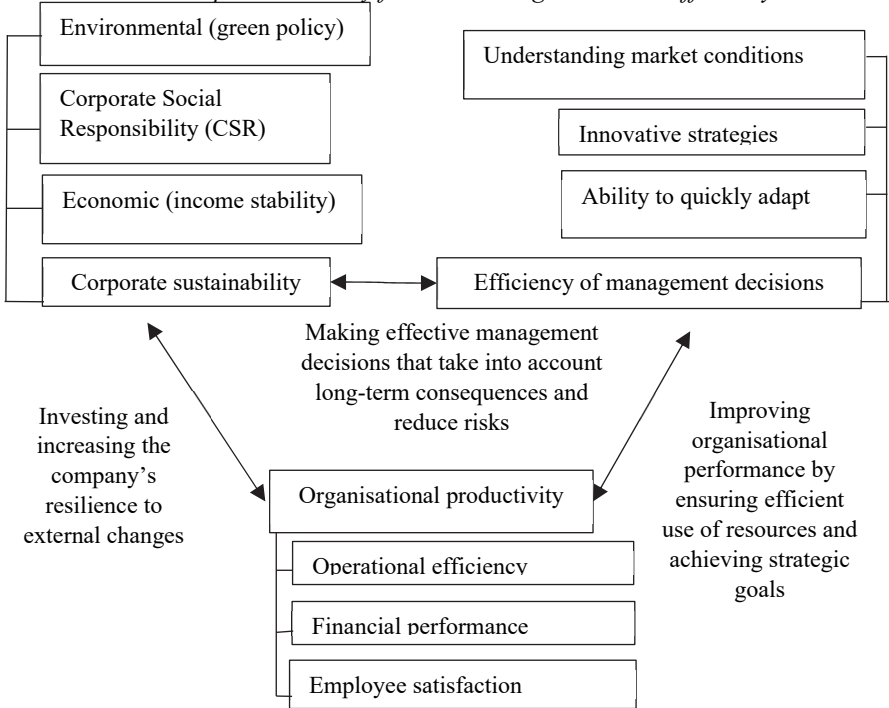 Environmental (green policy)
Corporate Social
Responsibility (CSR)
Economic (income stability)
Corporate sustainability
Understanding market conditions
Innovative strategies
Ability to quickly adapt
Efficiency of management decisions
Making effective management
decisions that take into account
long-term consequences and
reduce risks
Investing and
increasing the
company’s
resilience to
external changes
Improving
organisational
performance by
ensuring efficient
use of resources and
achieving strategic
goals
Organisational productivity
Operational efficiency
Financial performance
Employee satisfaction